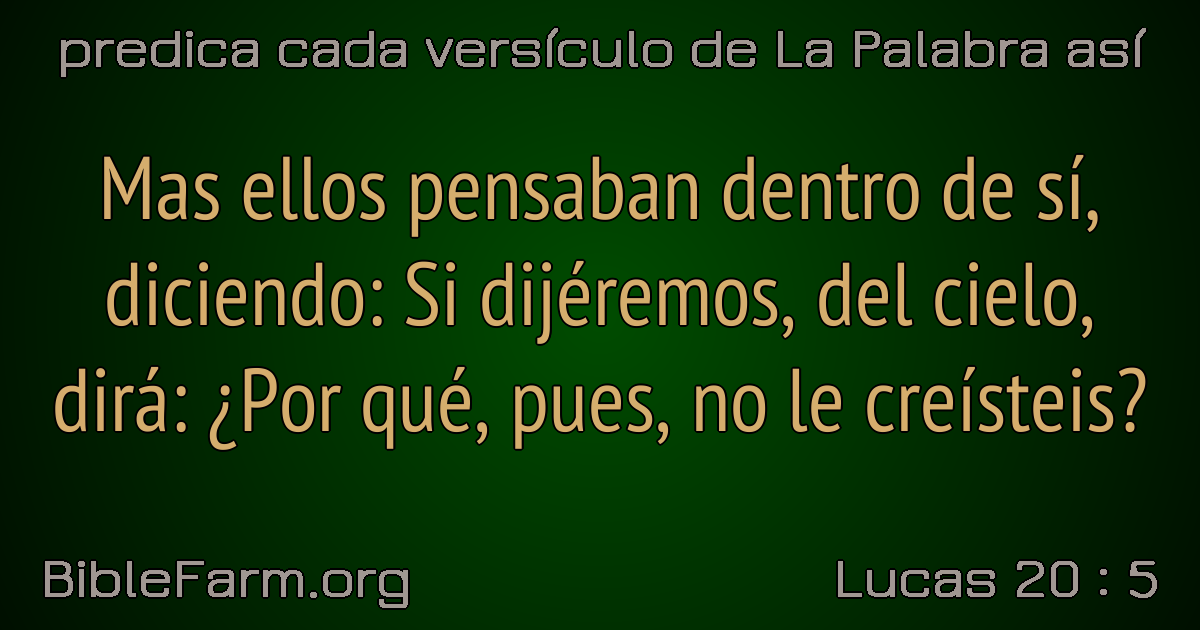 predica cada versículo de La Palabra así
Mas ellos pensaban dentro de sí,
diciendo: Si dijéremos, del cielo,
dirá: ¿Por qué, pues, no le creísteis?
BibleFarm.org
Lucas 20 : 5